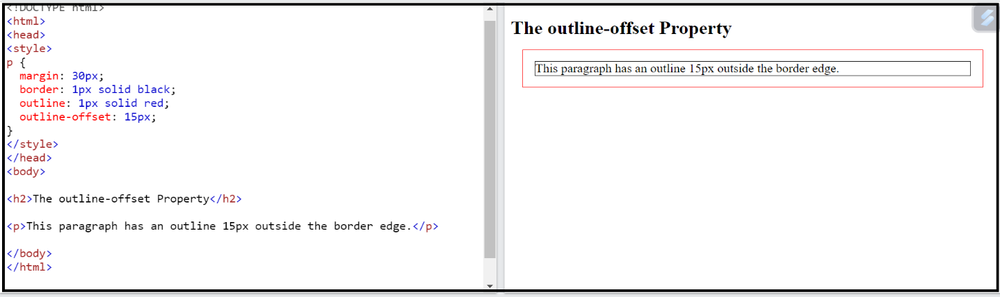 <!DOCTYPE html>
<html>
<head>
<style>
p {
  margin: 30px;
  border: 1px solid black;
  outline: 1px solid red;
  outline-offset: 15px;
}
</style>
</head>
<body>
<h2>The outline-offset Property</h2>
<p>This paragraph has an outline 15px outside the border edge.</p>
</body>
</html>
The outline-offset Property
This paragraph has an outline 15px outside the border edge.